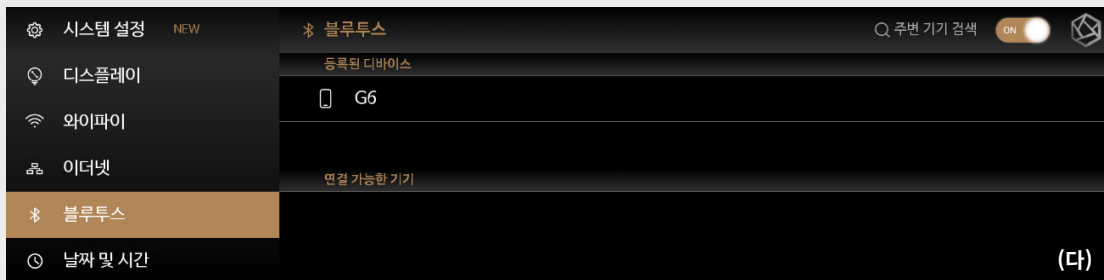 시스템 설정 NEW
디스플레이
와이파이
이더넷
블루투스
날짜 및 시간
블루투스 주변 기기 검색 ON
등록된 디바이스
G6
연결 가능한 기기
(다)